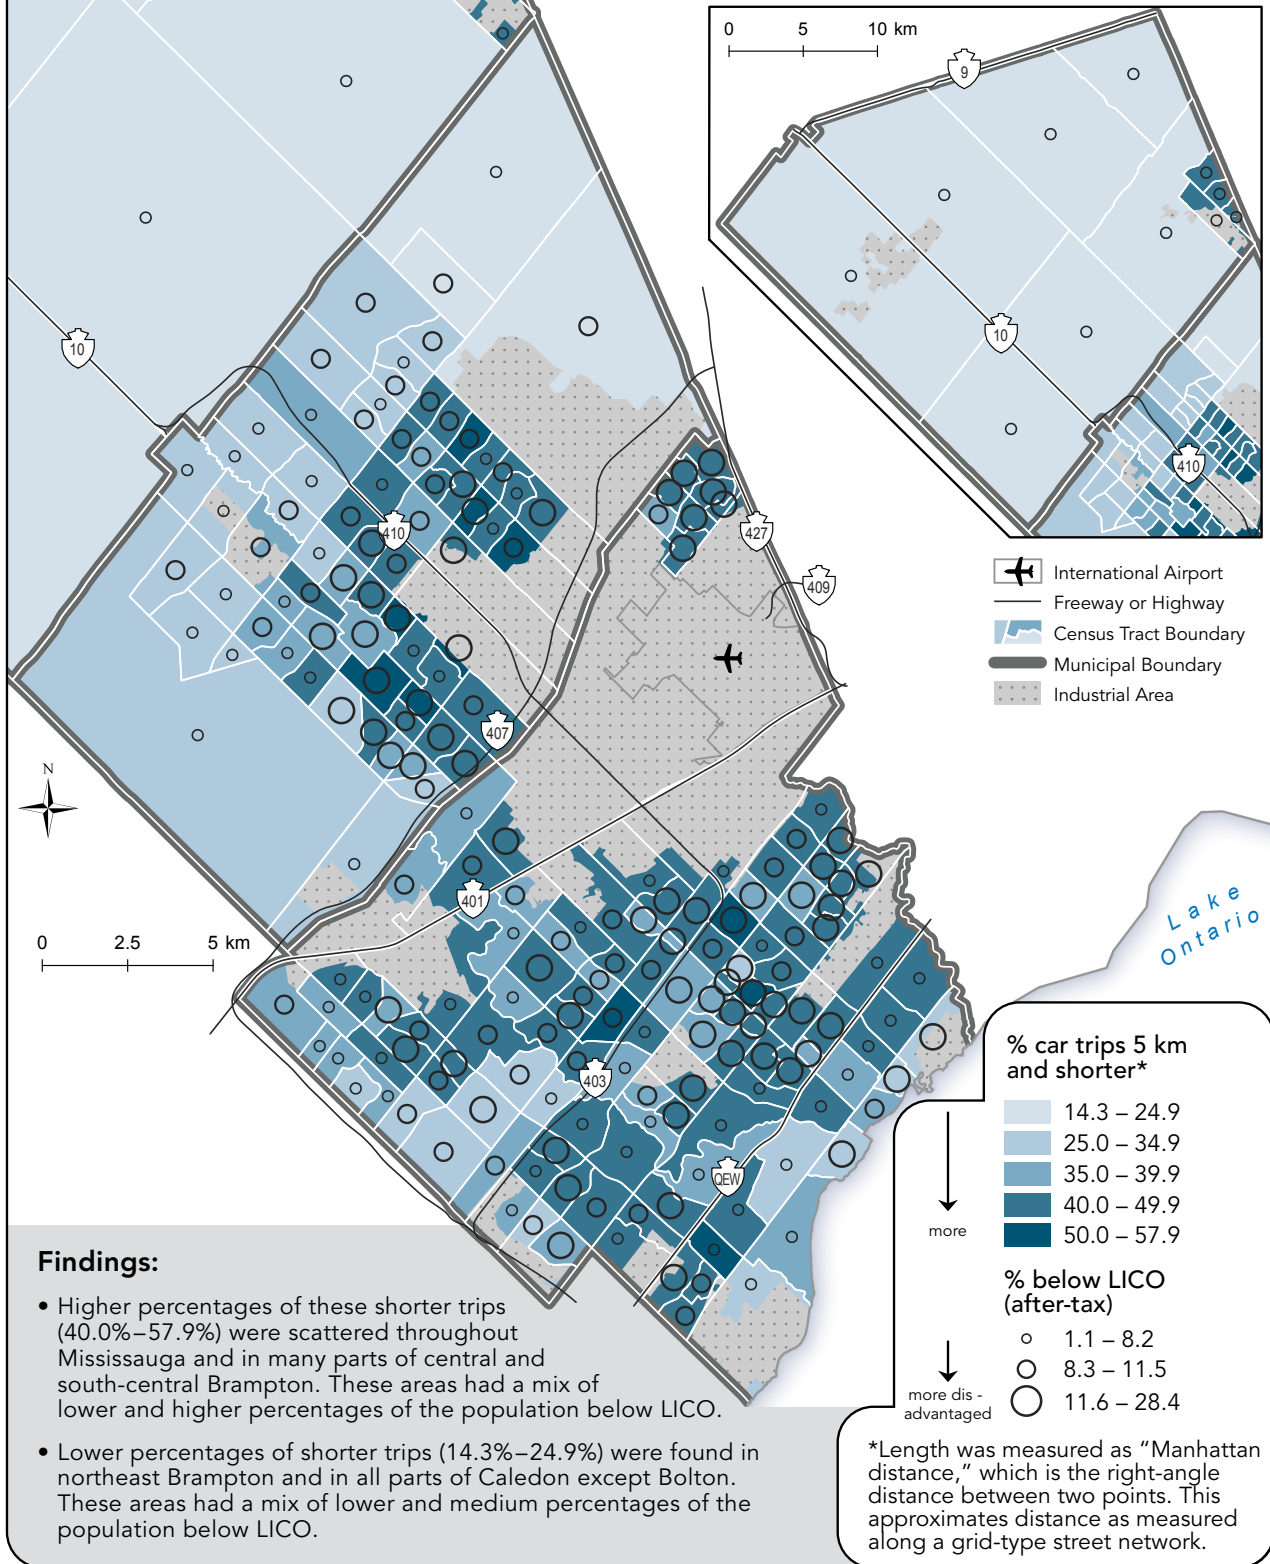 0 5 10 km
9
10
410
10
410
427
409
407
401
403
QEW
International Airport
Freeway or Highway
Census Tract Boundary
Municipal Boundary
Industrial Area
N
0 2.5 5 km
Lake
Ontario
% car trips 5 km
and shorter*
14.3 – 24.9
25.0 – 34.9
35.0 – 39.9
40.0 – 49.9
50.0 – 57.9
more
% below LICO
(after-tax)
1.1 – 8.2
8.3 – 11.5
11.6 – 28.4
more dis -
advantaged
*Length was measured as “Manhattan
distance,” which is the right-angle
distance between two points. This
approximates distance as measured
along a grid-type street network.
Findings:
• Higher percentages of these shorter trips
(40.0%–57.9%) were scattered throughout
Mississauga and in many parts of central and
south-central Brampton. These areas had a mix of
lower and higher percentages of the population below LICO.
• Lower percentages of shorter trips (14.3%–24.9%) were found in
northeast Brampton and in all parts of Caledon except Bolton.
These areas had a mix of lower and medium percentages of the
population below LICO.